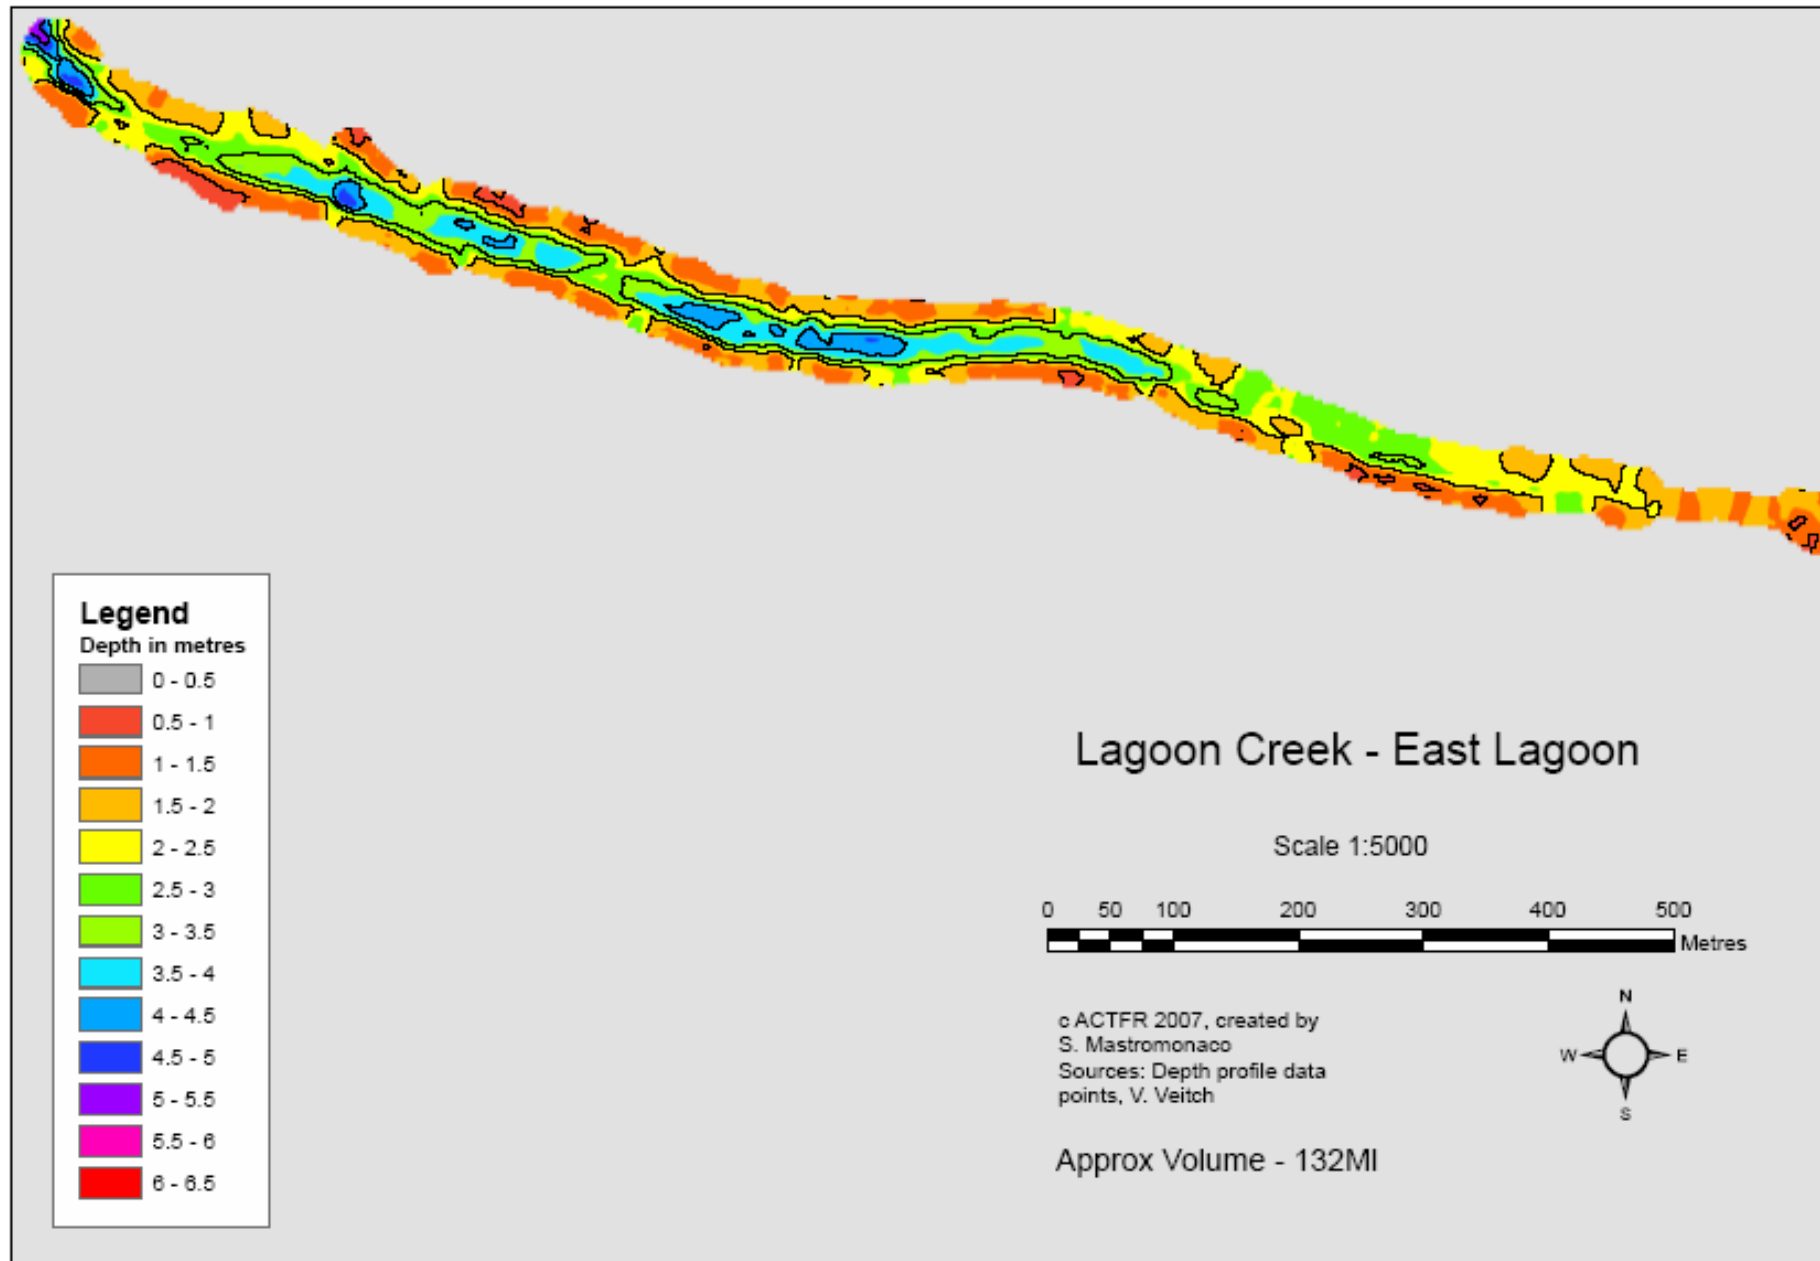 Legend
Depth in metres
0 - 0.5
0.5 - 1
1 - 1.5
1.5 - 2
2 - 2.5
2.5 - 3
3 - 3.5
3.5 - 4
4 - 4.5
4.5 - 5
5 - 5.5
5.5 - 6
6 - 6.5
Lagoon Creek - East Lagoon
Scale 1:5000
0 50 100 200 300 400 500
Metres
c ACTFR 2007, created by
S. Mastromonaco
Sources: Depth profile data
points, V. Veitch
N
W E
S
Approx Volume - 132Ml